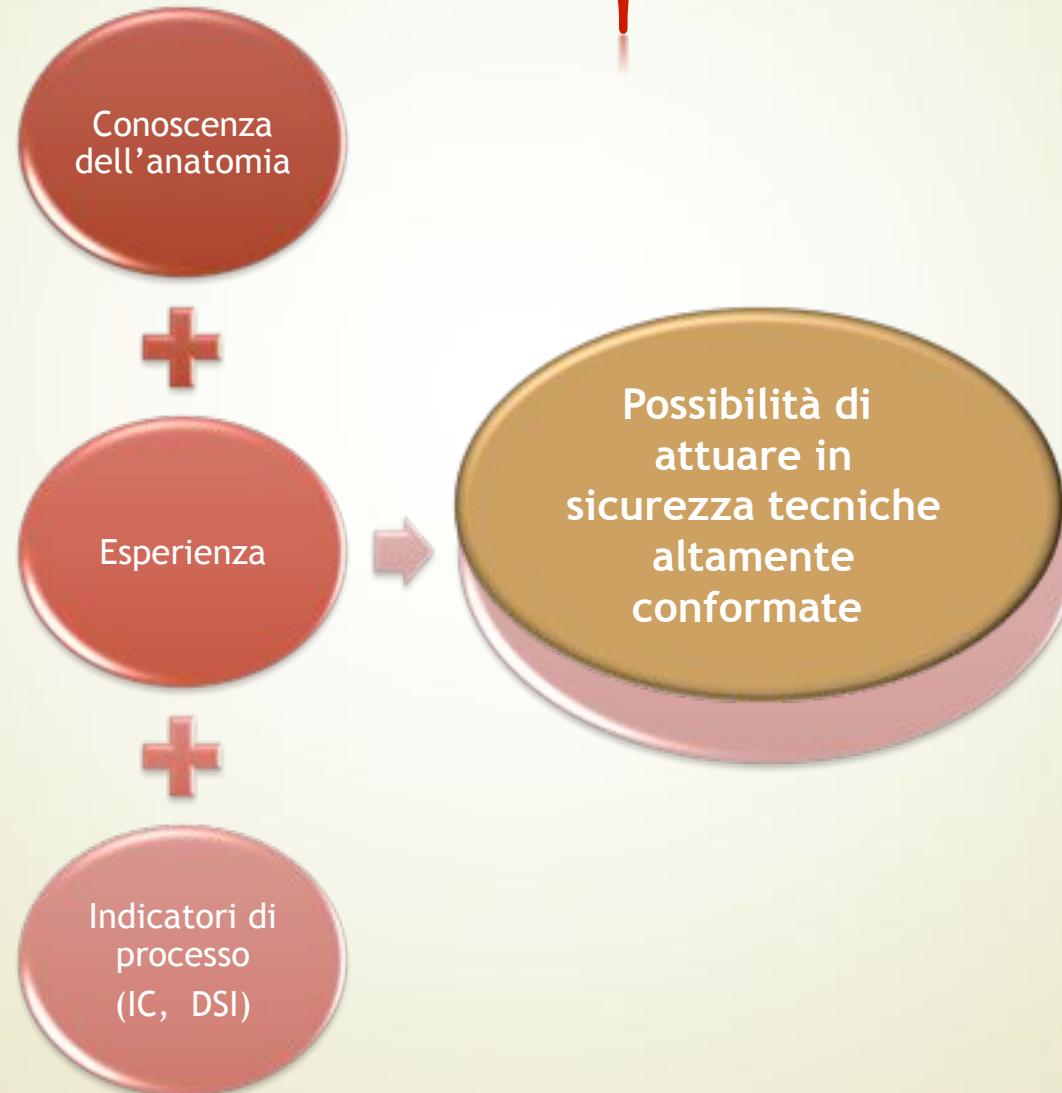 Conoscenza
dell’anatomia
Esperienza
Indicatori di
processo
(IC, DSI)
Possibilità di
attuare in
sicurezza tecniche
altamente
conformate